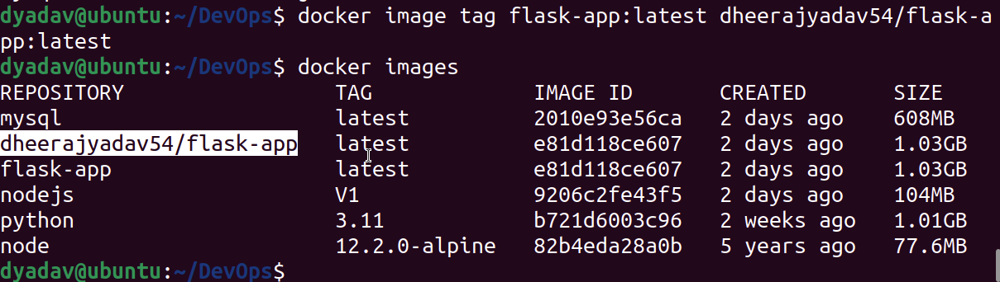 dyadav@ubuntu:~/DevOps$ docker image tag flask-app:latest dheerajyadav54/flask-a
pp:latest
dyadav@ubuntu:~/DevOps$ docker images
REPOSITORY TAG IMAGE ID CREATED SIZE
mysql latest 2010e93e56ca 2 days ago 608MB
dheerajyadav54/flask-app latest e81d118ce607 2 days ago 1.03GB
flask-app latest e81d118ce607 2 days ago 1.03GB
nodejs V1 9206c2fe43f5 2 days ago 104MB
python 3.11 b721d6003c96 2 weeks ago 1.01GB
node 12.2.0-alpine 82b4eda28a0b 5 years ago 77.6MB
dyadav@ubuntu:~/DevOps$